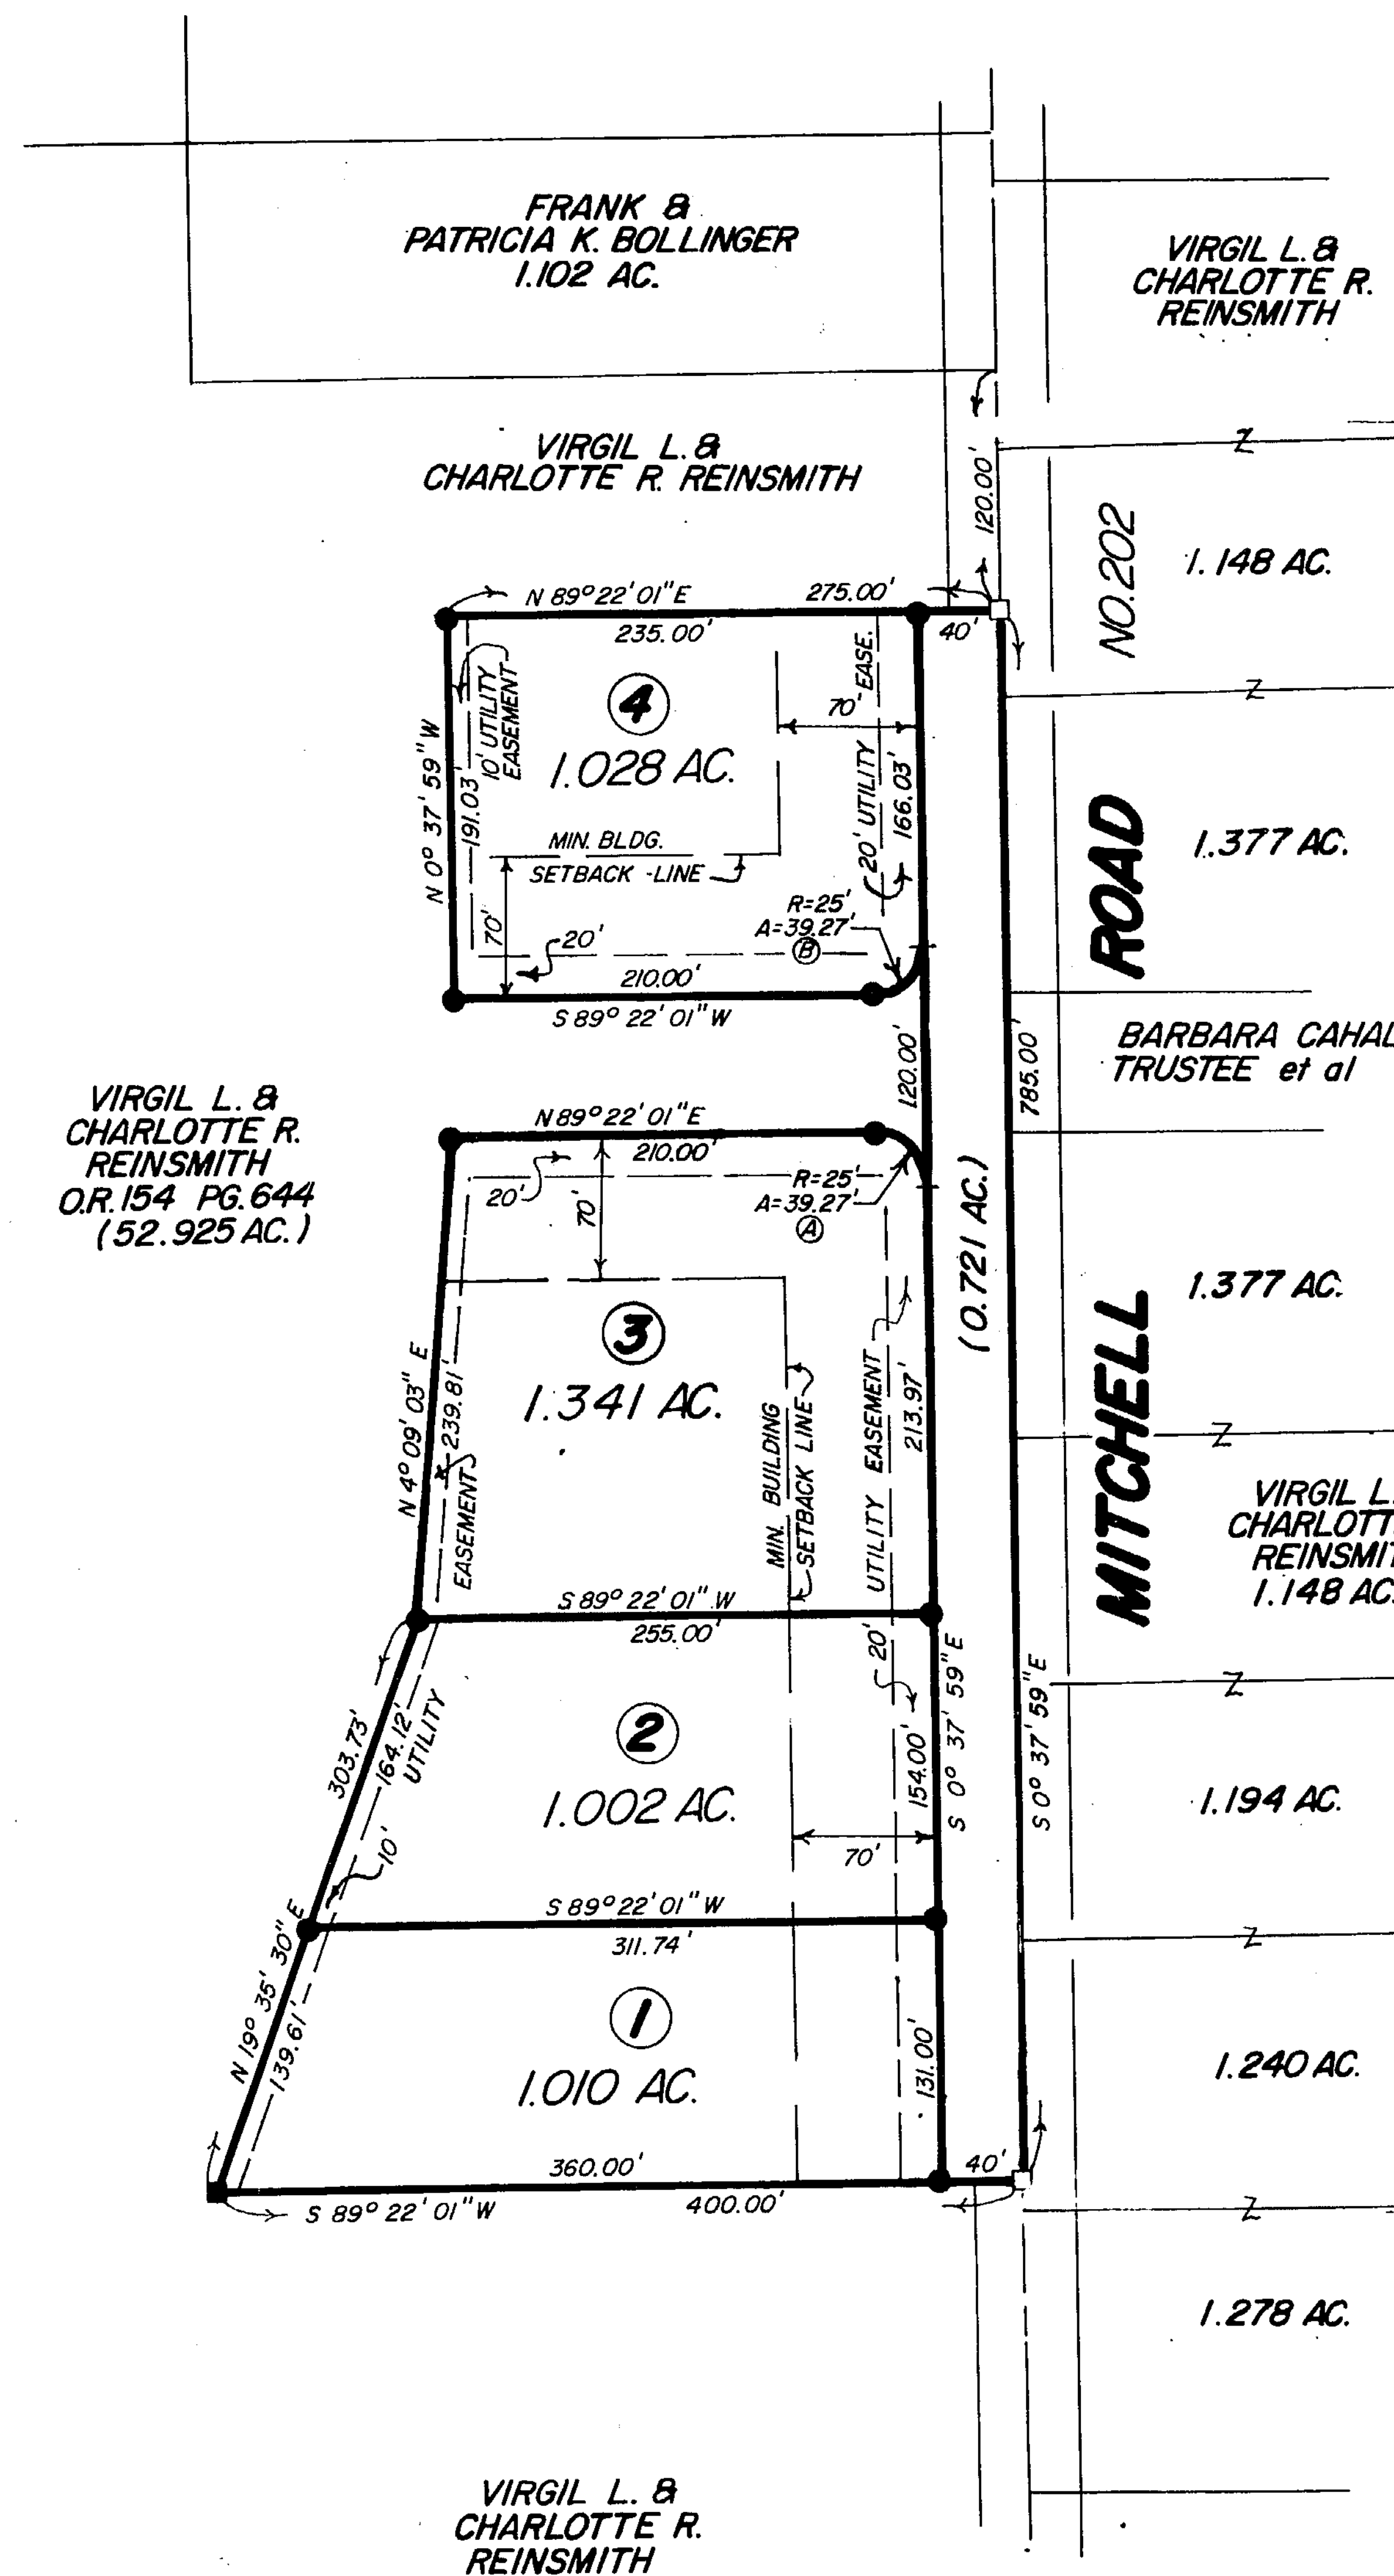 FRANK &
PATRICIA K. BOLLINGER
1.102 AC.
VIRGIL L. &
CHARLOTTE R.
REINSMITH
VIRGIL L. &
CHARLOTTE R. REINSMITH
120.00'
NO. 202
1.148 AC.
N 89° 22' 01" E
275.00'
235.00'
40'
10' UTILITY
EASEMENT
4
1.028 AC.
70'
20' UTILITY EASE.
166.03'
N 0° 37' 59" W
191.03'
MIN. BLDG.
SETBACK LINE
1.377 AC.
ROAD
R=25'
A=39.27'
B
70'
20'
210.00'
S 89° 22' 01" W
120.00'
785.00'
BARBARA CAHAL
TRUSTEE et al
VIRGIL L. &
CHARLOTTE R.
REINSMITH
O.R. 154 PG. 644
(52.925 AC.)
N 89° 22' 01" E
210.00'
20'
70'
R=25'
A=39.27'
A
(0.721 AC.)
1.377 AC.
3
1.341 AC.
N 4° 09' 03" E
239.81'
EASEMENT
MIN. BUILDING
SETBACK LINE
UTILITY EASEMENT
213.97'
MITCHELL
VIRGIL L.
CHARLOTT
REINSMI
1.148 AC.
S 89° 22' 01" W
255.00'
20'
S 0° 37' 59" E
S 0° 37' 59" E
303.73'
164.12'
UTILITY
2
1.002 AC.
154.00'
70'
1.194 AC.
10'
S 89° 22' 01" W
311.74'
N 19° 35' 30" E
139.61'
1
1.010 AC.
131.00'
1.240 AC.
360.00'
40'
S 89° 22' 01" W
400.00'
1.278 AC.
VIRGIL L. &
CHARLOTTE R.
REINSMITH